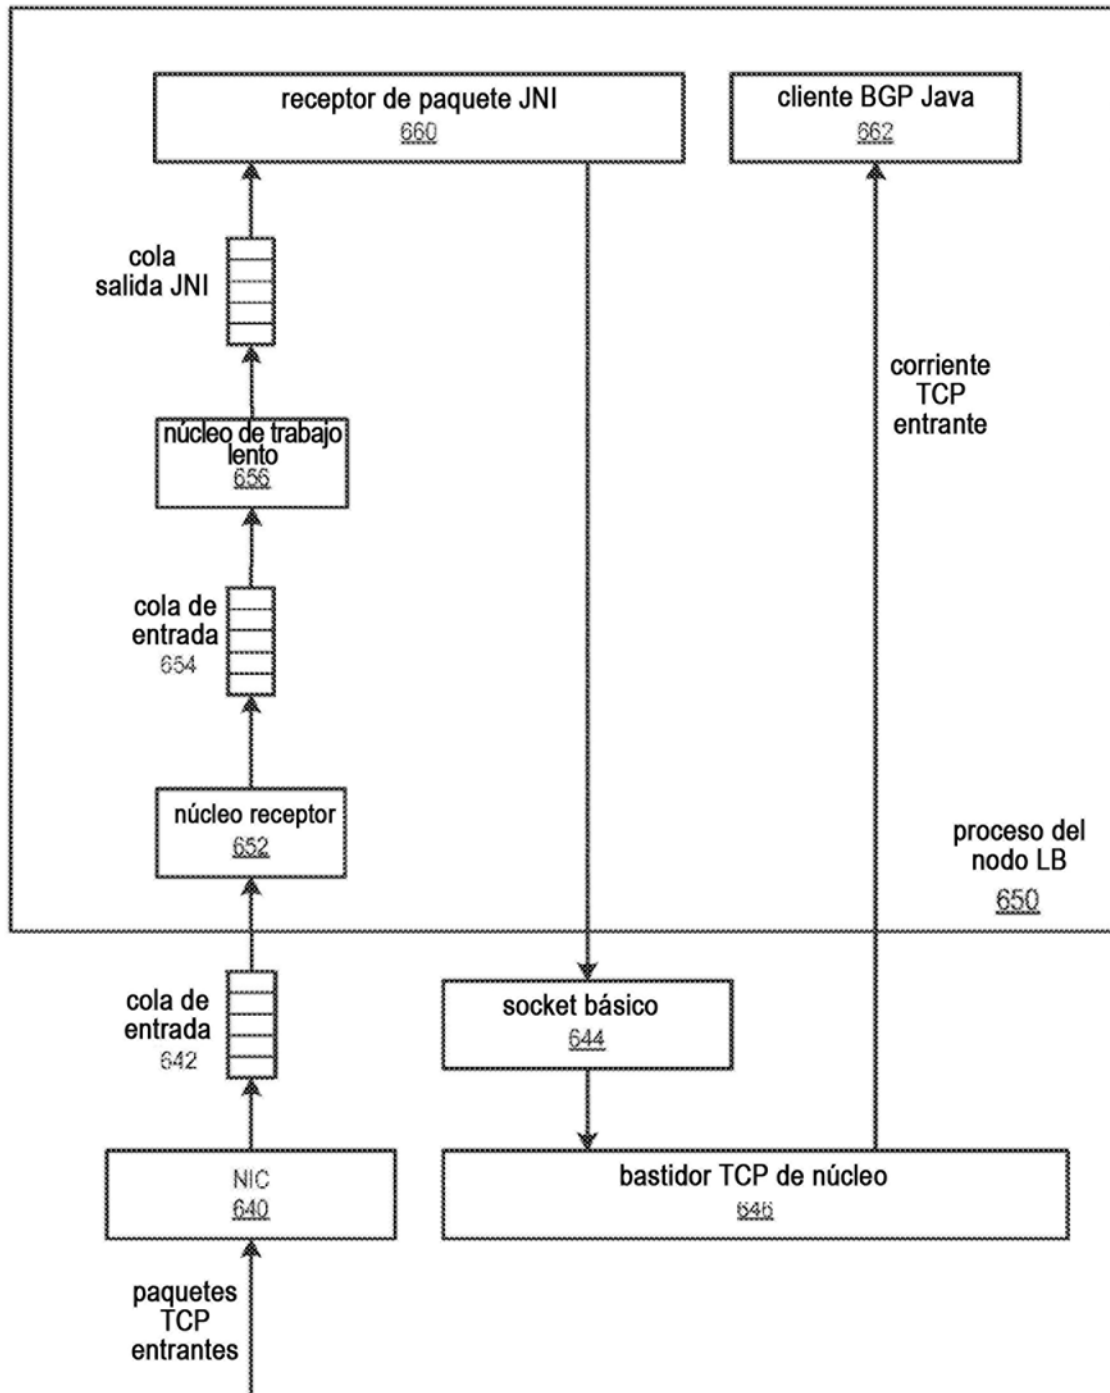 receptor de paquete JNI
660
cliente BGP Java
662
cola
salida JNI
corriente
TCP
entrante
núcleo de trabajo
lento
656
cola de
entrada
654
núcleo receptor
652
proceso del
nodo LB
650
cola de
entrada
642
socket básico
644
NIC
640
bastidor TCP de núcleo
646
paquetes
TCP
entrantes